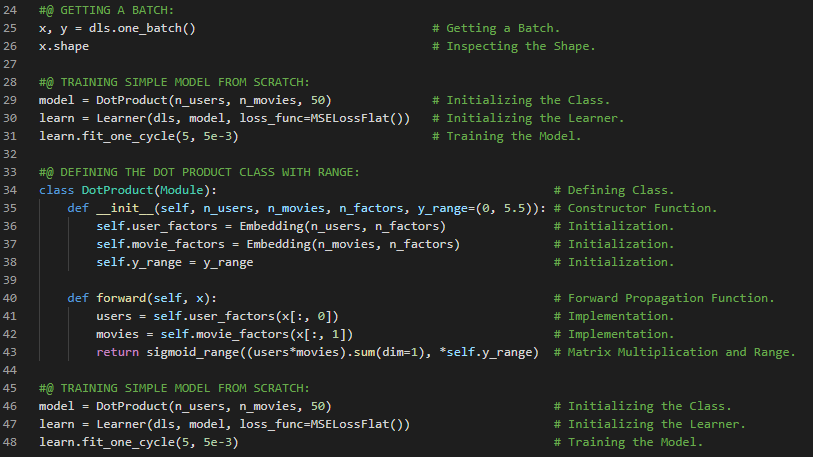 24 #@ GETTING A BATCH:
25 x, y = dls.one_batch() # Getting a Batch.
26 x.shape # Inspecting the Shape.
27
28 #@ TRAINING SIMPLE MODEL FROM SCRATCH:
29 model = DotProduct(n_users, n_movies, 50) # Initializing the Class.
30 learn = Learner(dls, model, loss_func=MSELossFlat()) # Initializing the Learner.
31 learn.fit_one_cycle(5, 5e-3) # Training the Model.
32
33 #@ DEFINING THE DOT PRODUCT CLASS WITH RANGE:
34 class DotProduct(Module): # Defining Class.
35     def __init__(self, n_users, n_movies, n_factors, y_range=(0, 5.5)): # Constructor Function.
36         self.user_factors = Embedding(n_users, n_factors) # Initialization.
37         self.movie_factors = Embedding(n_movies, n_factors) # Initialization.
38         self.y_range = y_range # Initialization.
39
40     def forward(self, x): # Forward Propagation Function.
41         users = self.user_factors(x[:, 0]) # Implementation.
42         movies = self.movie_factors(x[:, 1]) # Implementation.
43         return sigmoid_range((users*movies).sum(dim=1), *self.y_range) # Matrix Multiplication and Range.
44
45 #@ TRAINING SIMPLE MODEL FROM SCRATCH:
46 model = DotProduct(n_users, n_movies, 50) # Initializing the Class.
47 learn = Learner(dls, model, loss_func=MSELossFlat()) # Initializing the Learner.
48 learn.fit_one_cycle(5, 5e-3) # Training the Model.